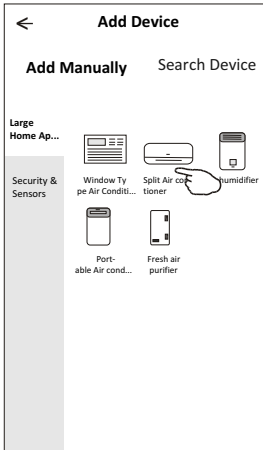 Add Device
Add Manually
Search Device
Large
Home Ap...
Security &
Sensors
Window Ty
pe Air Conditi...
Split Air con
tioner
humidifier
Port-
able Air cond...
Fresh air
purifier